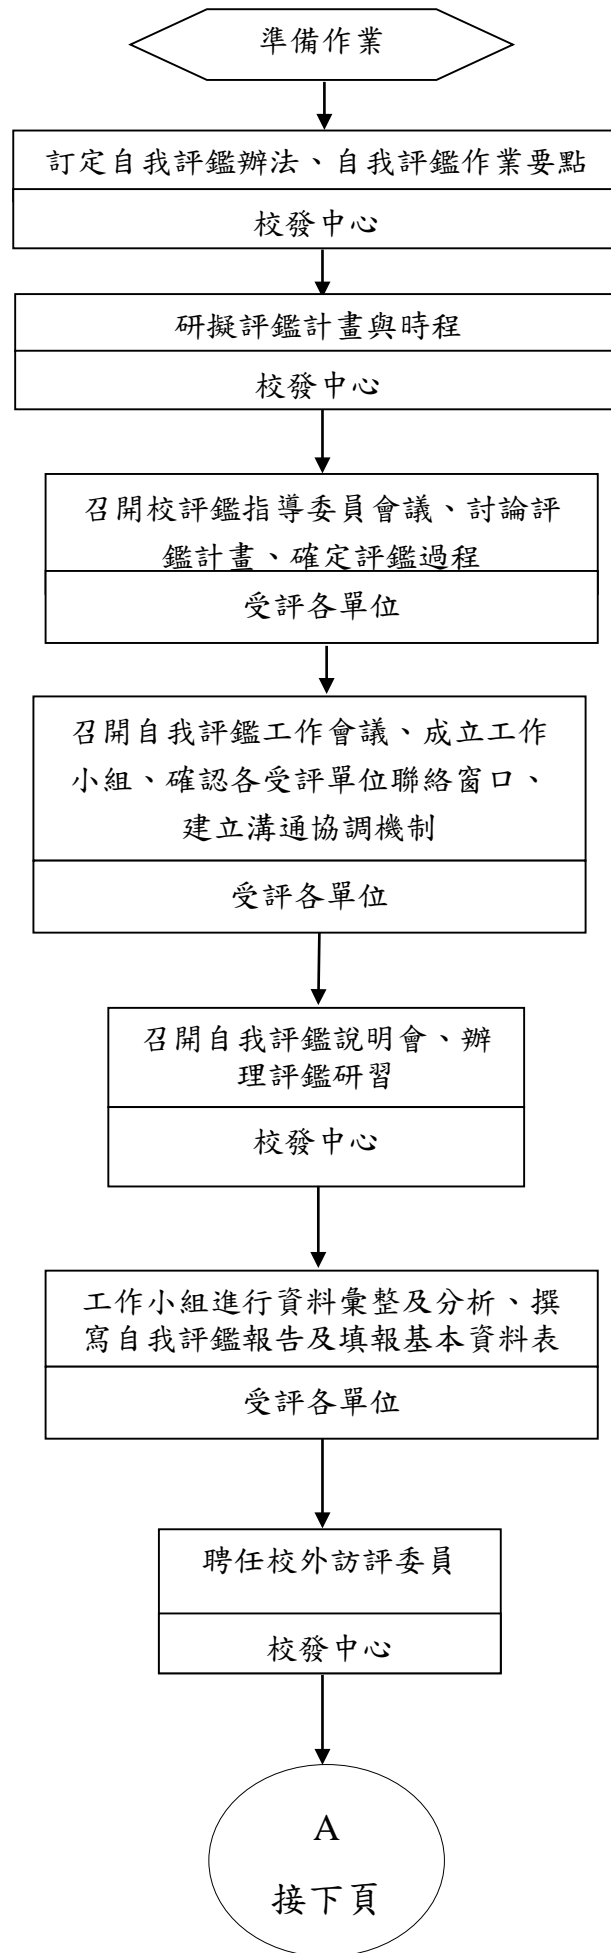 準備作業
訂定自我評鑑辦法、自我評鑑作業要點
校發中心
研擬評鑑計畫與時程
校發中心
召開校評鑑指導委員會議、討論評
鑑計畫、確定評鑑過程
受評各單位
召開自我評鑑工作會議、成立工作
小組、確認各受評單位聯絡窗口、
建立溝通協調機制
受評各單位
召開自我評鑑說明會、辦
理評鑑研習
校發中心
工作小組進行資料彙整及分析、撰
寫自我評鑑報告及填報基本資料表
受評各單位
聘任校外訪評委員
校發中心
A
接下頁